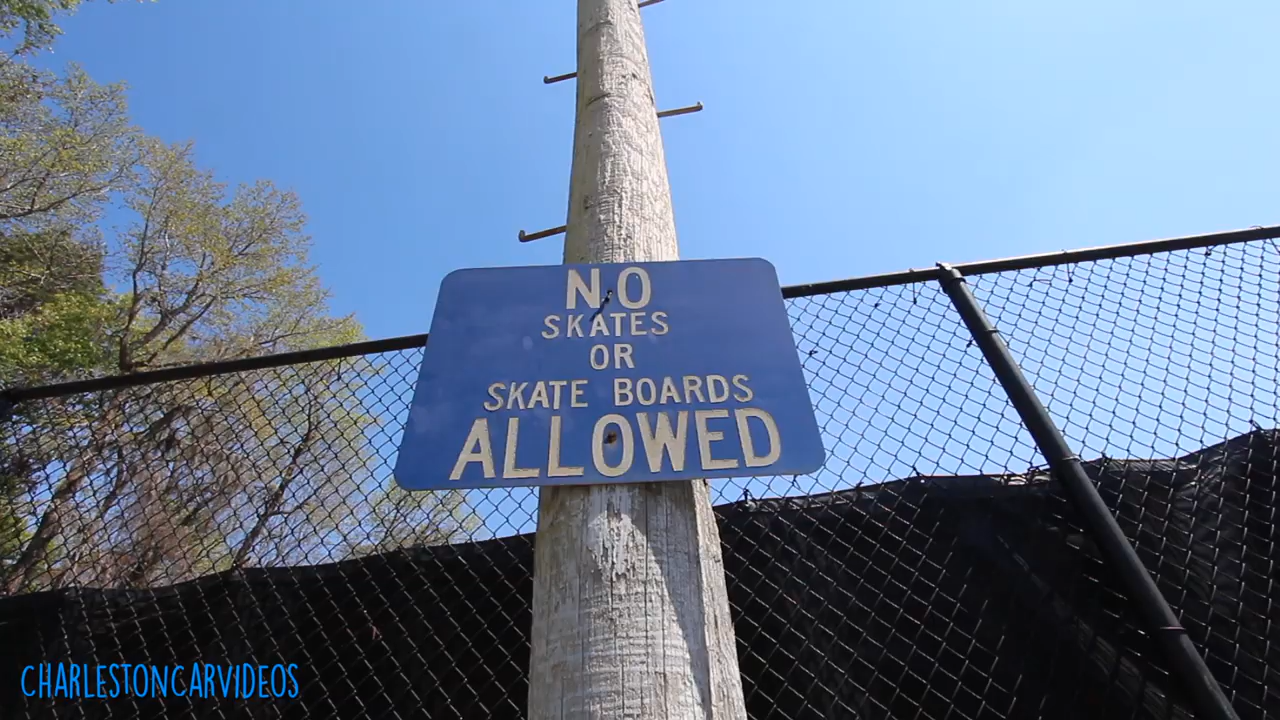 NO
SKATES
OR
SKATE BOARDS
ALLOWED
CHARLESTONCARVIDEOS